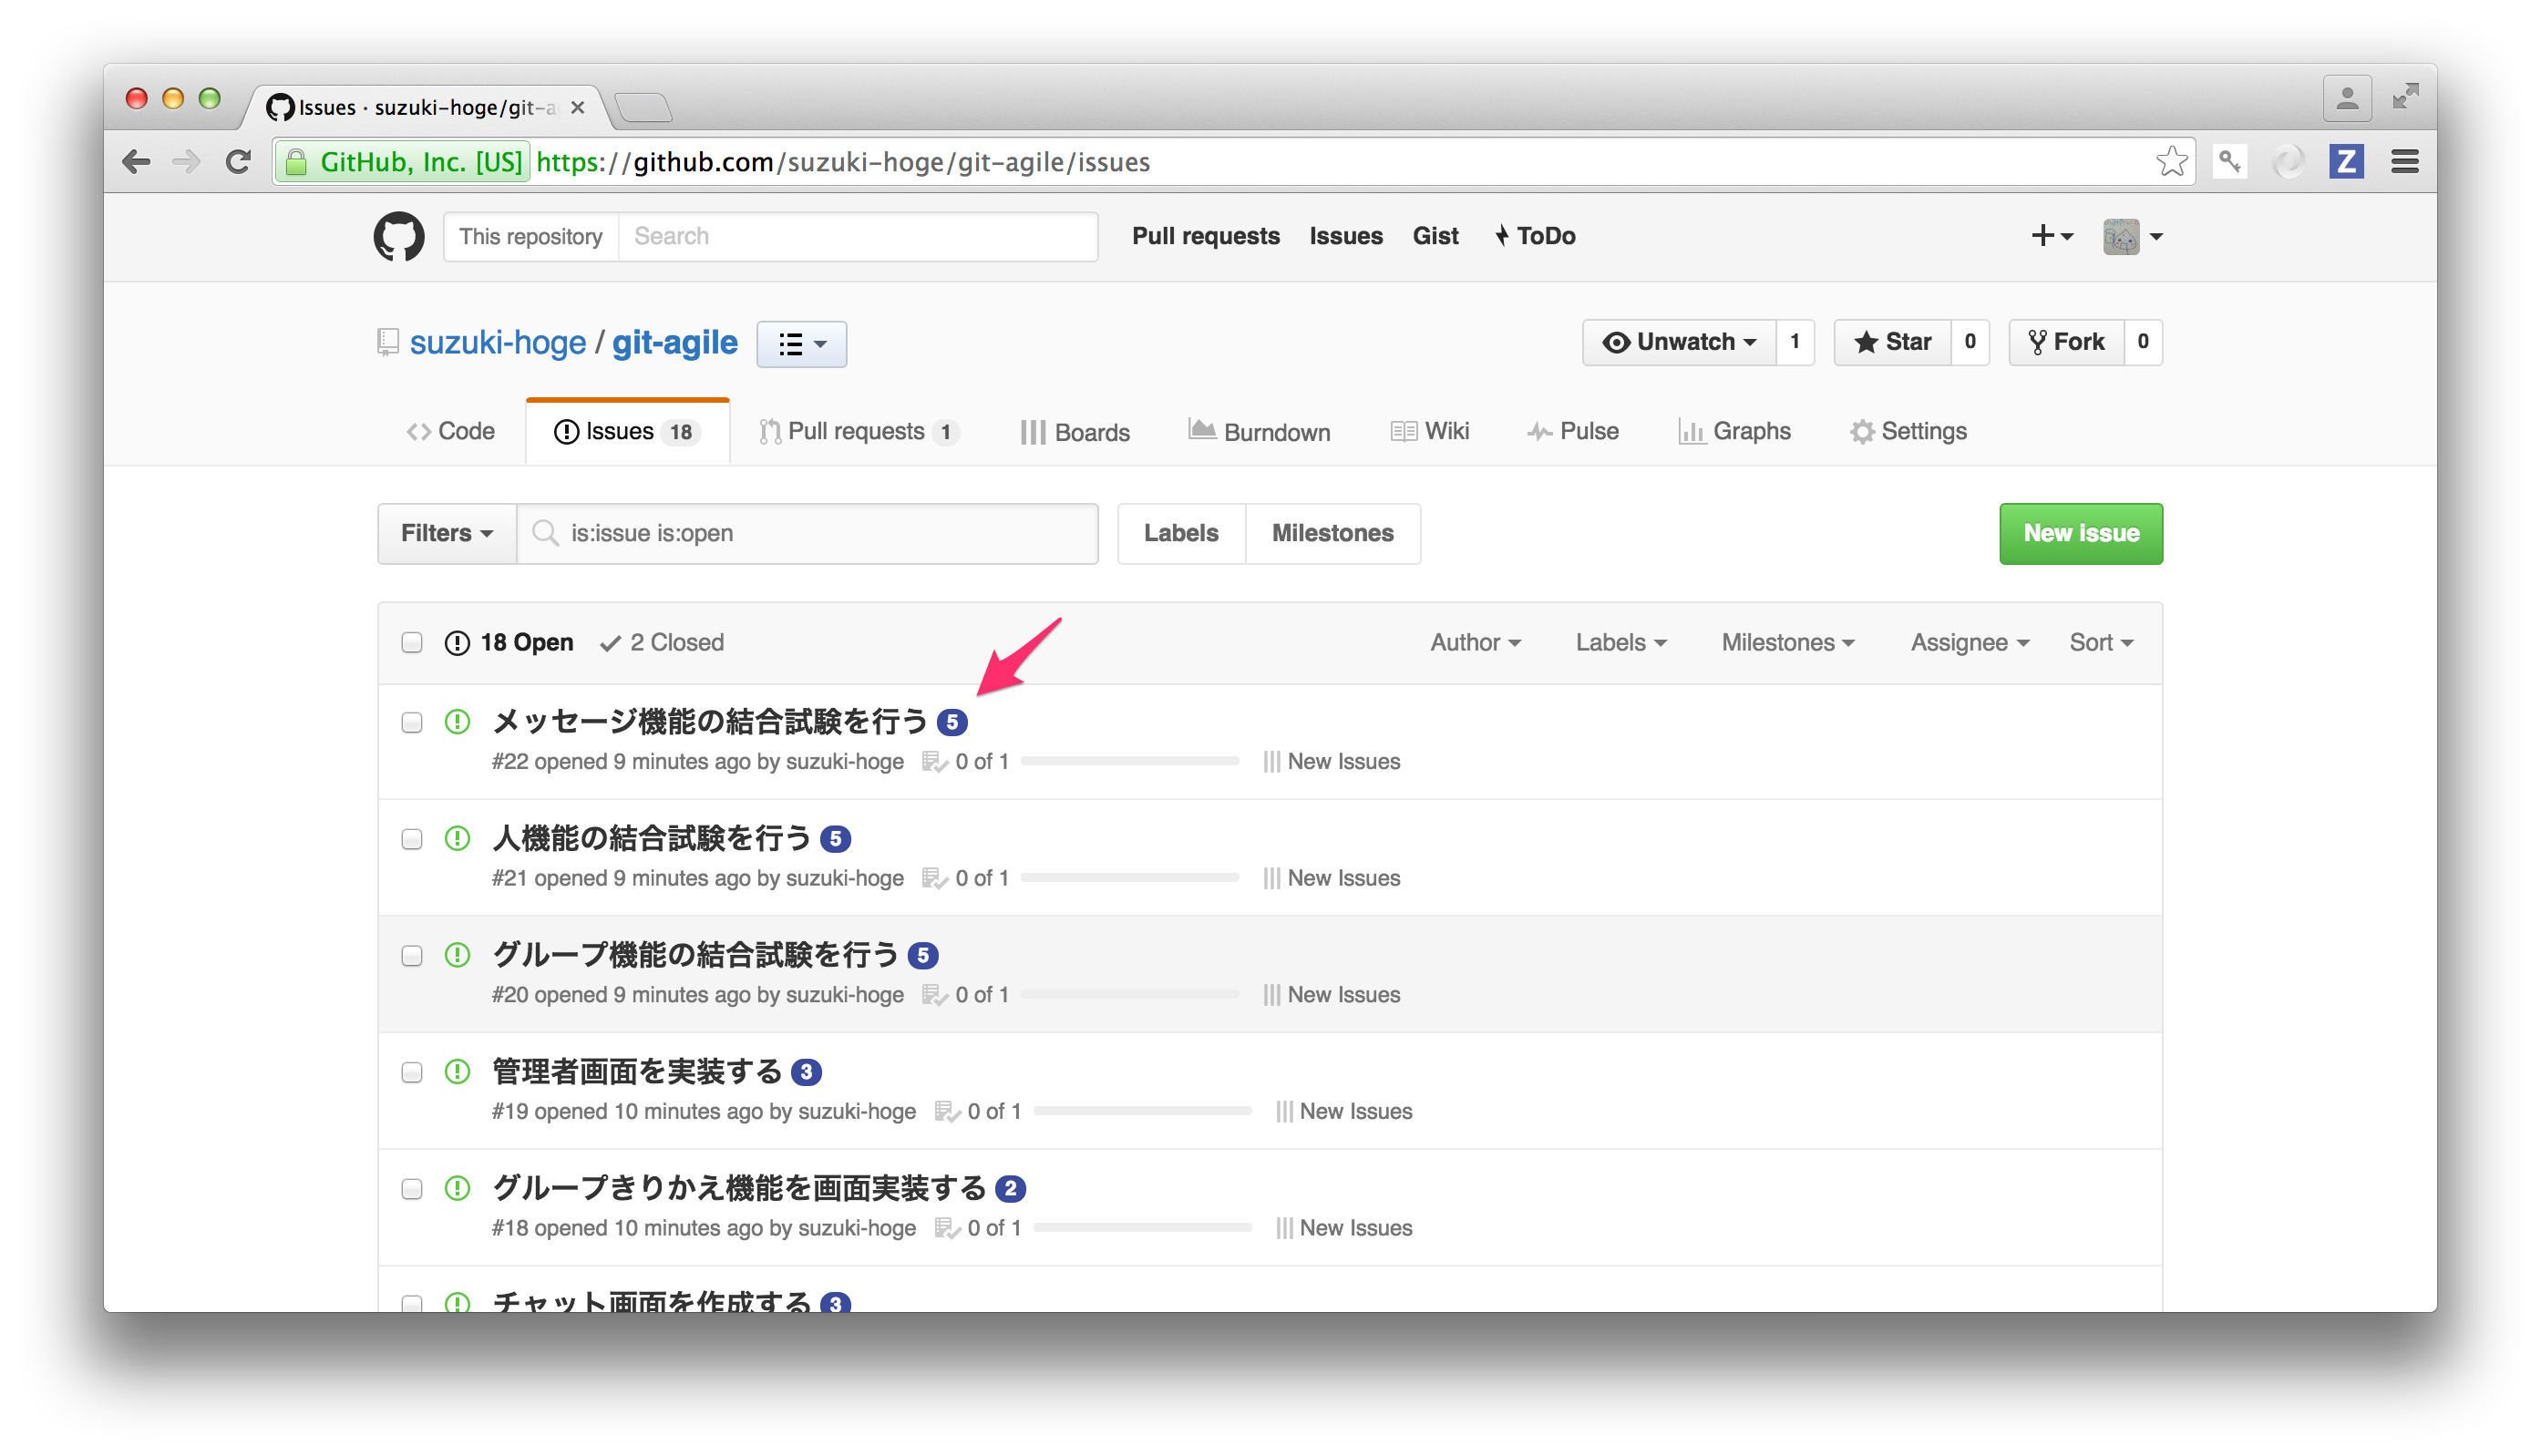 Issues · suzuki-hoge/git-a
GitHub, Inc. [US] https://github.com/suzuki-hoge/git-agile/issues
Z
This repository Search Pull requests Issues Gist ToDo
suzuki-hoge / git-agile Unwatch 1 Star 0 Fork 0
Code Issues 18 Pull requests 1 Boards Burndown Wiki Pulse Graphs Settings
Filters is:issue is:open Labels Milestones New issue
18 Open 2 Closed Author Labels Milestones Assignee Sort
メッセージ機能の結合試験を行う 5
#22 opened 9 minutes ago by suzuki-hoge 0 of 1 New Issues
人機能の結合試験を行う 5
#21 opened 9 minutes ago by suzuki-hoge 0 of 1 New Issues
グループ機能の結合試験を行う 5
#20 opened 9 minutes ago by suzuki-hoge 0 of 1 New Issues
管理者画面を実装する 3
#19 opened 10 minutes ago by suzuki-hoge 0 of 1 New Issues
グループきりかえ機能を画面実装する 2
#18 opened 10 minutes ago by suzuki-hoge 0 of 1 New Issues
チャット画面を作成する 3